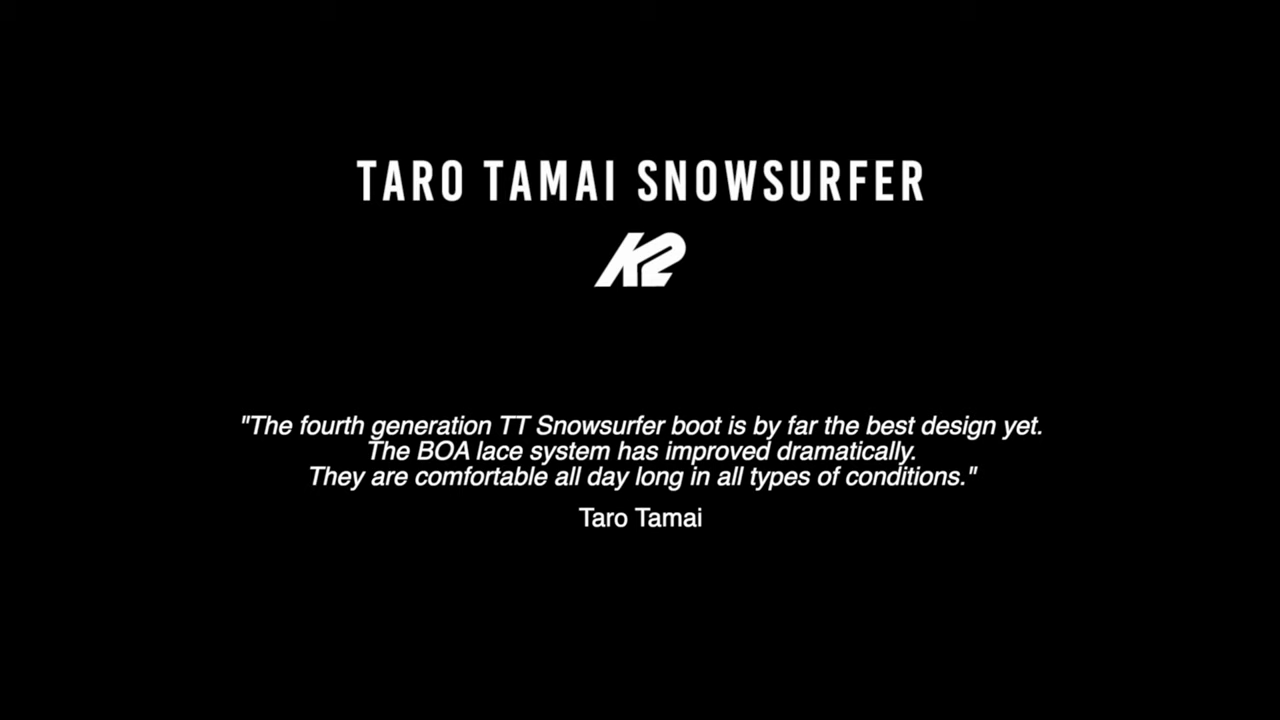 TARO TAMAI SNOWSURFER
K2
"The fourth generation TT Snowsurfer boot is by far the best design yet.
The BOA lace system has improved dramatically.
They are comfortable all day long in all types of conditions."
Taro Tamai